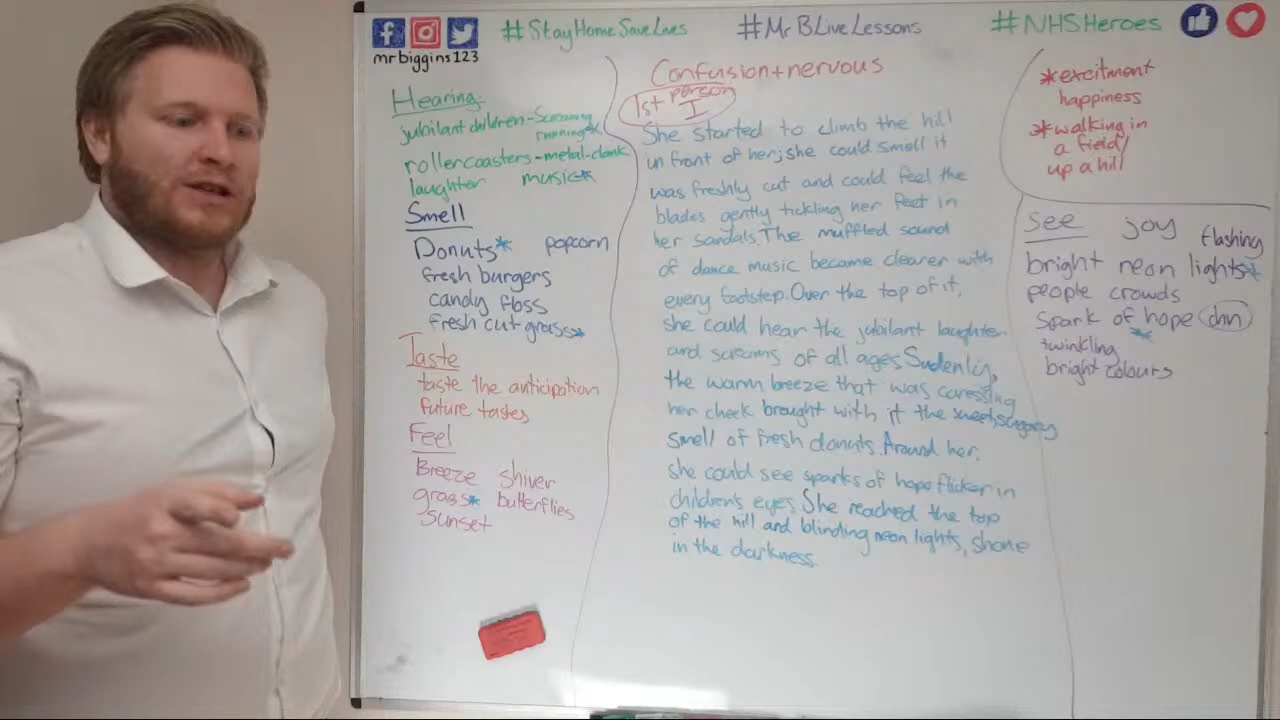 #StayHomeSaveLives
#MrBLiveLessons
#NHSHeroes
mrbiggins123
Hearing
jubilant children-Screaming
running*
rollercoasters-metal-clank
laughter music*
Smell
Donuts* popcorn
fresh burgers
candy floss
fresh cut grass*
Taste
taste the anticipation
future tastes
Feel
Breeze shiver
grass* butterflies
sunset
Confusion+nervous
1st person
I
She started to climb the hill
in front of her; she could smell it
was freshly cut and could feel the
blades gently tickling her feet in
her sandals. The muffled sound
of dance music became clearer with
every footstep. Over the top of it,
she could hear the jubilant laughter
and screams of all ages. Sudenly,
the warm breeze that was caressing
her cheek brought with it the sweet, sugary
smell of fresh donuts. Around her,
she could see sparks of hope flicker in
children's eyes. She reached the top
of the hill and blinding neon lights, shone
in the darkness.
*excitment
happiness
*walking in
a field/
up a hill
See joy flashing
bright neon lights*
people crowds
Spark of hope chn
*
twinkling
bright colours